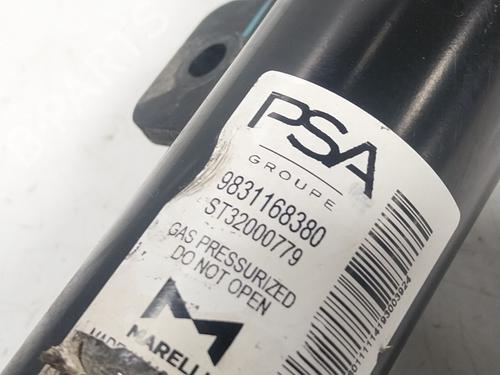 PSA
GROUPE
9831168380
ST32000779
GAS PRESSURIZED
DO NOT OPEN
MARELLI